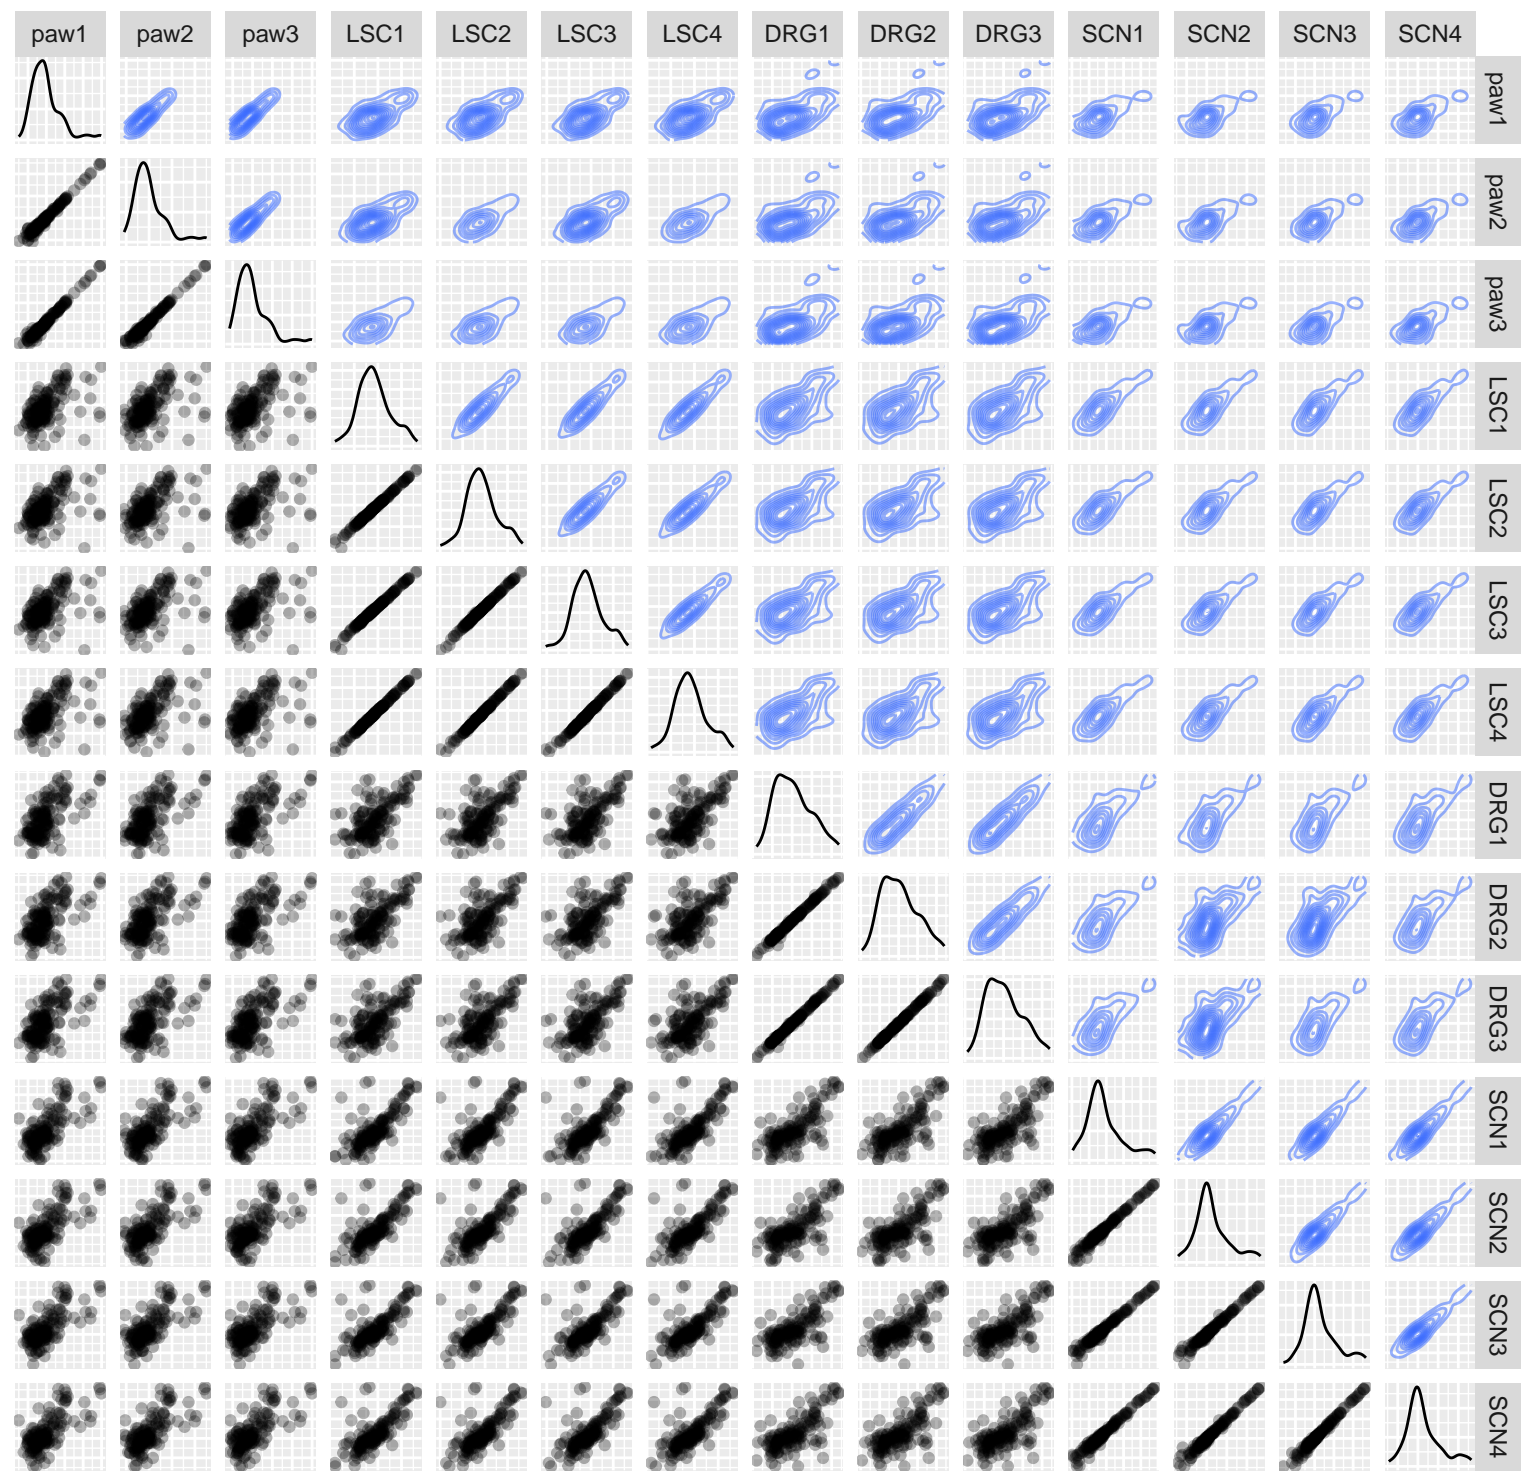 paw1 paw2 paw3 LSC1 LSC2 LSC3 LSC4 DRG1 DRG2 DRG3 SCN1 SCN2 SCN3 SCN4
paw1
paw2
paw3
LSC1
LSC2
LSC3
LSC4
DRG1
DRG2
DRG3
SCN1
SCN2
SCN3
SCN4